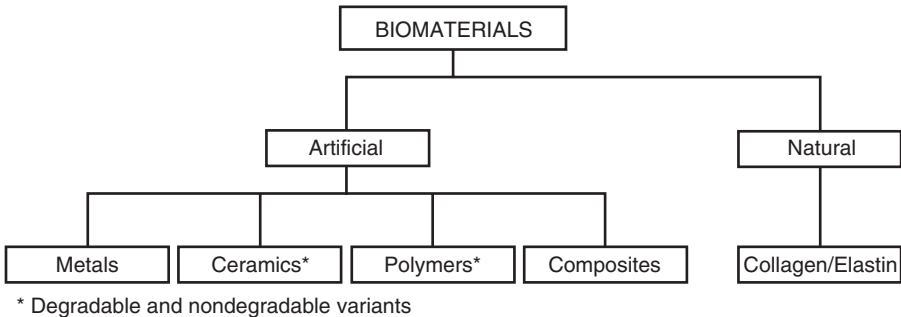 BIOMATERIALS
Artificial
Natural
Metals
Ceramics*
Polymers*
Composites
Collagen/Elastin
* Degradable and nondegradable variants